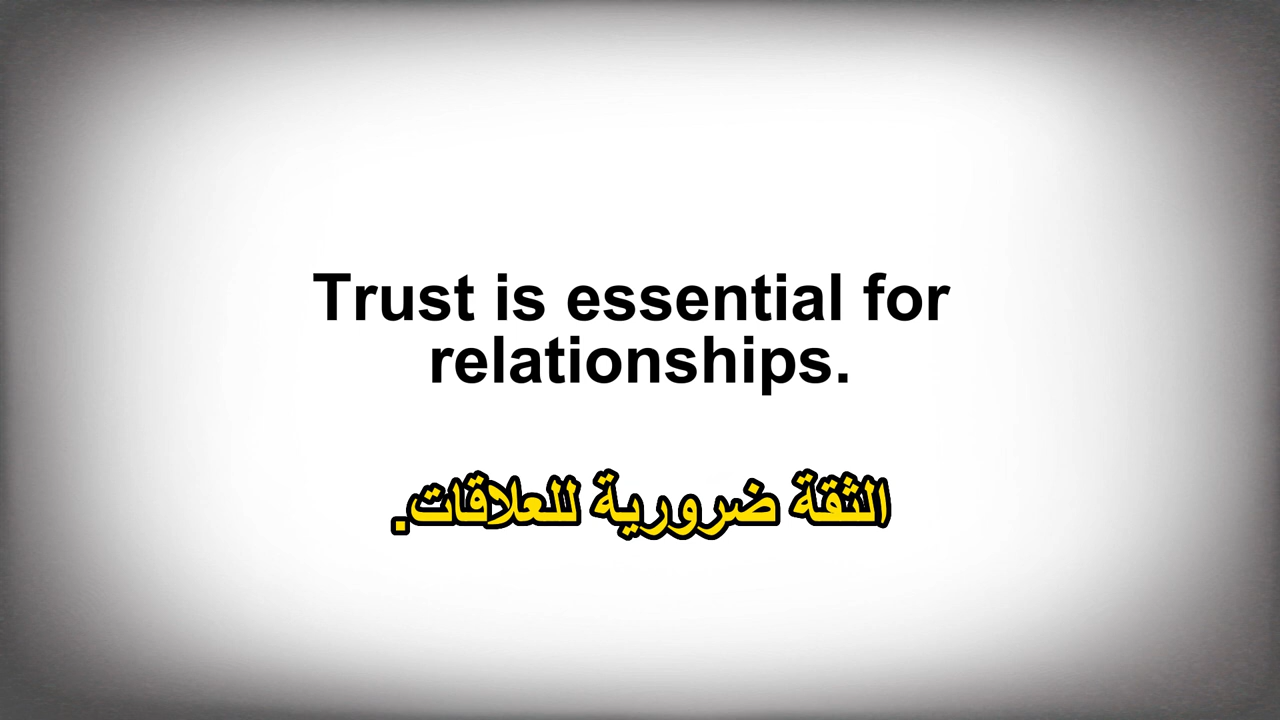 Trust is essential for
relationships.
الثقة ضرورية للعلاقات.